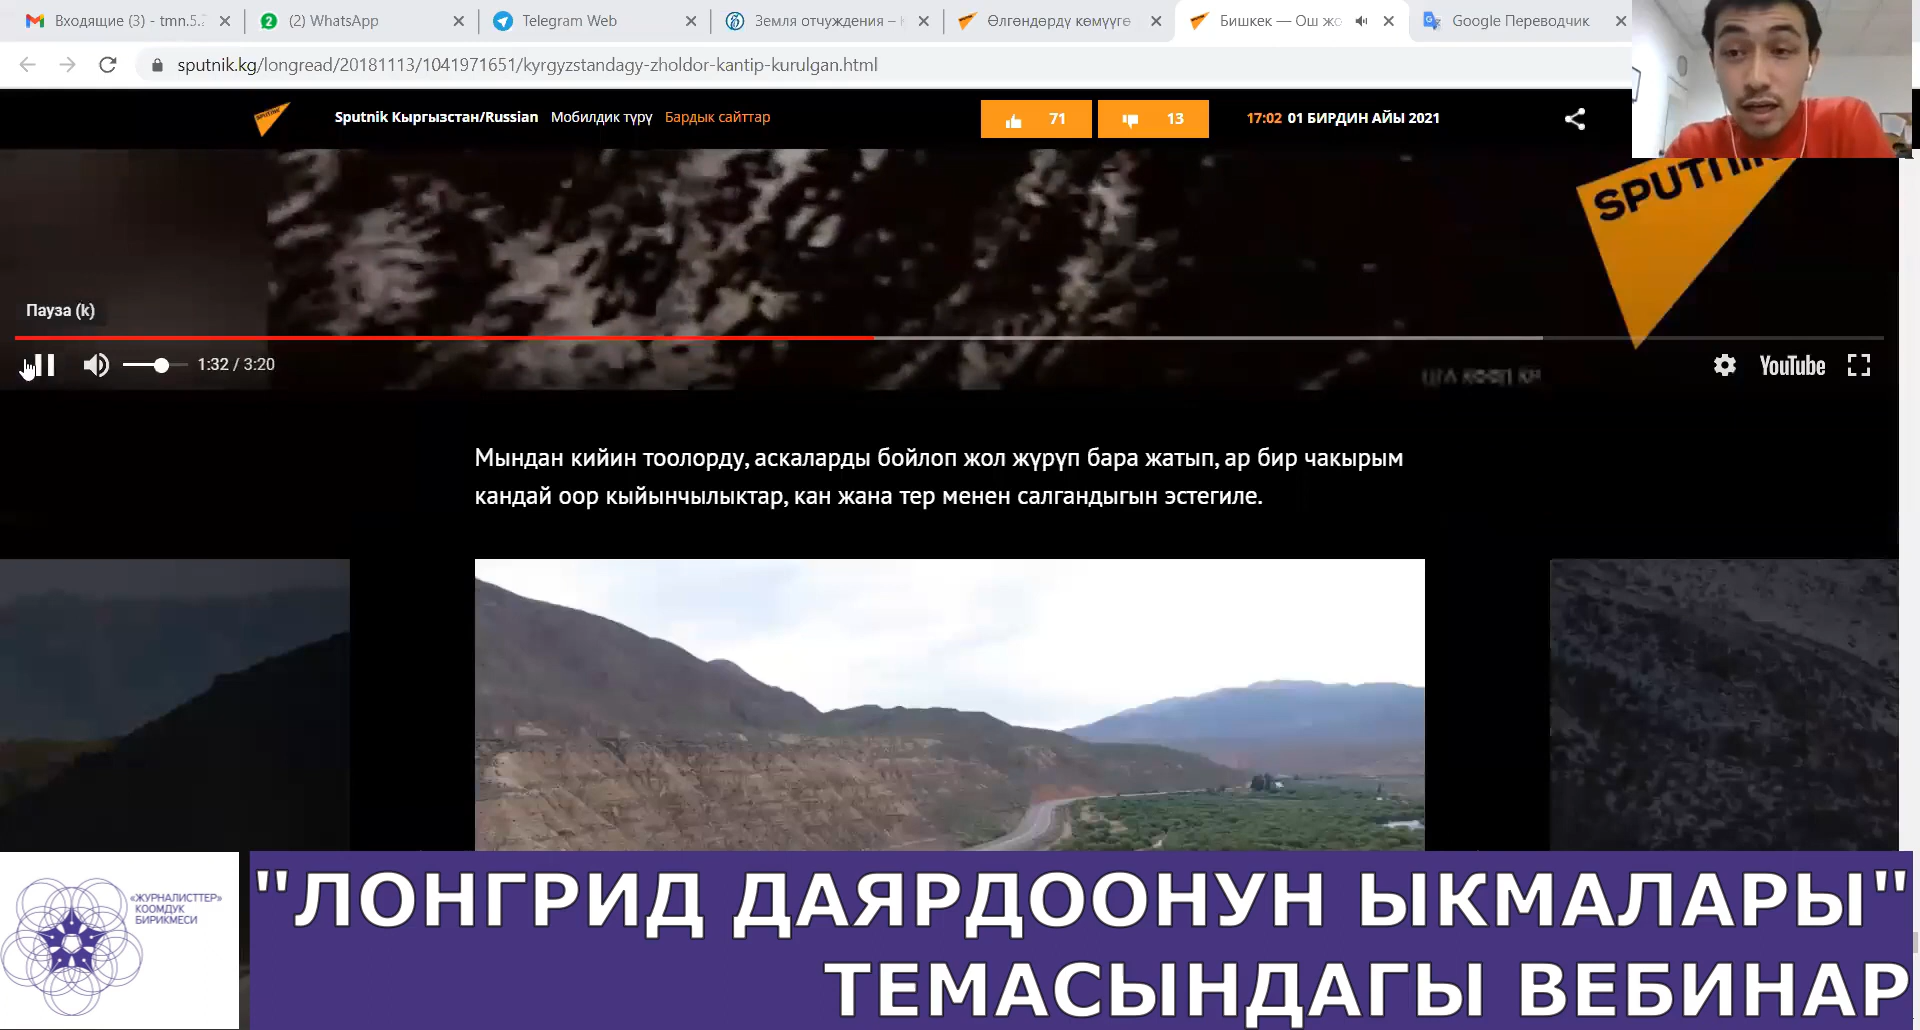 Входящие (3) - tmn.5.
(2) WhatsApp
Telegram Web
Земля отчуждения –
Өлгөндөрдү көмүүгө
Бишкек — Ош жо
Google Переводчик
sputnik.kg/longread/20181113/1041971651/kyrgyzstandagy-zholdor-kantip-kurulgan.html
SPUTNIK
Sputnik Кыргызстан/Russian Мобилдик түрү Бардык сайттар
71
13
17:02 01 БИРДИН АЙЫ 2021
SPUTNIK
Пауза (k)
1:32 / 3:20
YouTube
Мындан кийин тоолорду, аскаларды бойлоп жол жүрүп бара жатып, ар бир чакырым
кандай оор кыйынчылыктар, кан жана тер менен салгандыгын эстегиле.
«ЖУРНАЛИСТТЕР»
КООМДУК
БИРИКМЕСИ
"ЛОНГРИД ДАЯРДООНУН ЫКМАЛАРЫ"
ТЕМАСЫНДАГЫ ВЕБИНАР